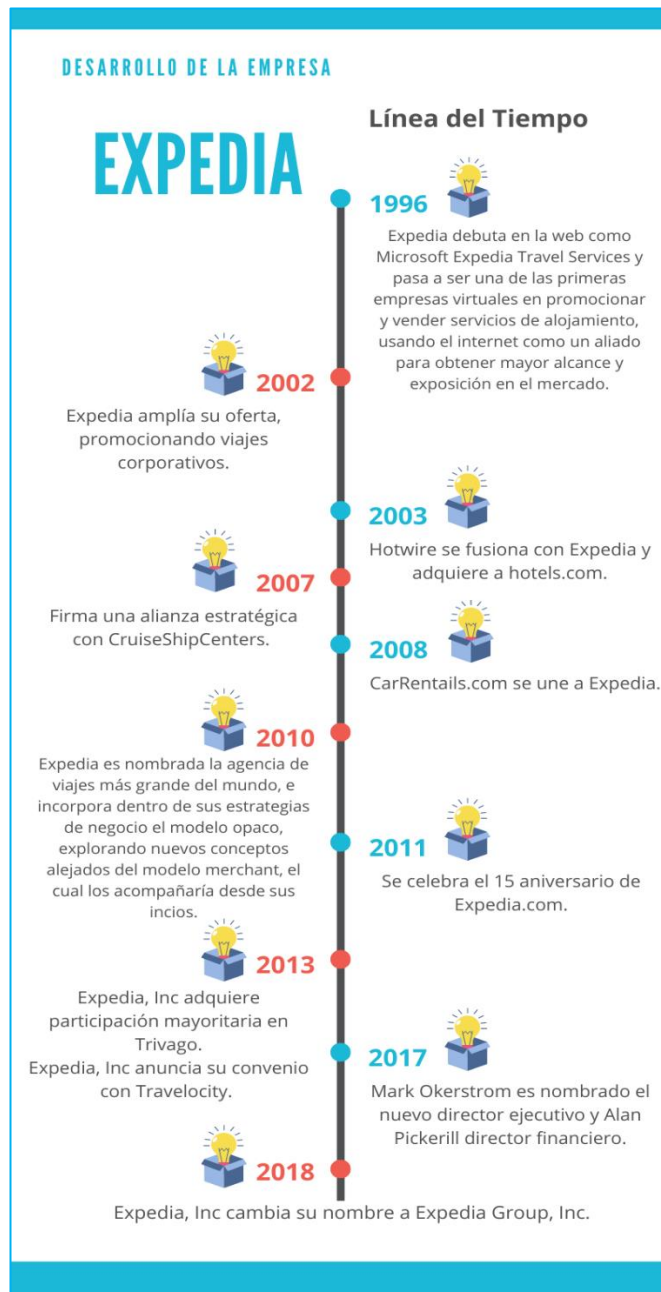 DESARROLLO DE LA EMPRESA
EXPEDIA
Línea del Tiempo
1996
Expedia debuta en la web como
Microsoft Expedia Travel Services y
pasa a ser una de las primeras
empresas virtuales en promocionar
y vender servicios de alojamiento,
usando el internet como un aliado
para obtener mayor alcance y
exposición en el mercado.
2002
Expedia amplía su oferta,
promocionando viajes
corporativos.
2003
Hotwire se fusiona con Expedia y
adquiere a hotels.com.
2007
Firma una alianza estratégica
con CruiseShipCenters.
2008
CarRentails.com se une a Expedia.
2010
Expedia es nombrada la agencia de
viajes más grande del mundo, e
incorpora dentro de sus estrategias
de negocio el modelo opaco,
explorando nuevos conceptos
alejados del modelo merchant, el
cual los acompañaría desde sus
incios.
2011
Se celebra el 15 aniversario de
Expedia.com.
2013
Expedia, Inc adquiere
participación mayoritaria en
Trivago.
Expedia, Inc anuncia su convenio
con Travelocity.
2017
Mark Okerstrom es nombrado el
nuevo director ejecutivo y Alan
Pickerill director financiero.
2018
Expedia, Inc cambia su nombre a Expedia Group, Inc.